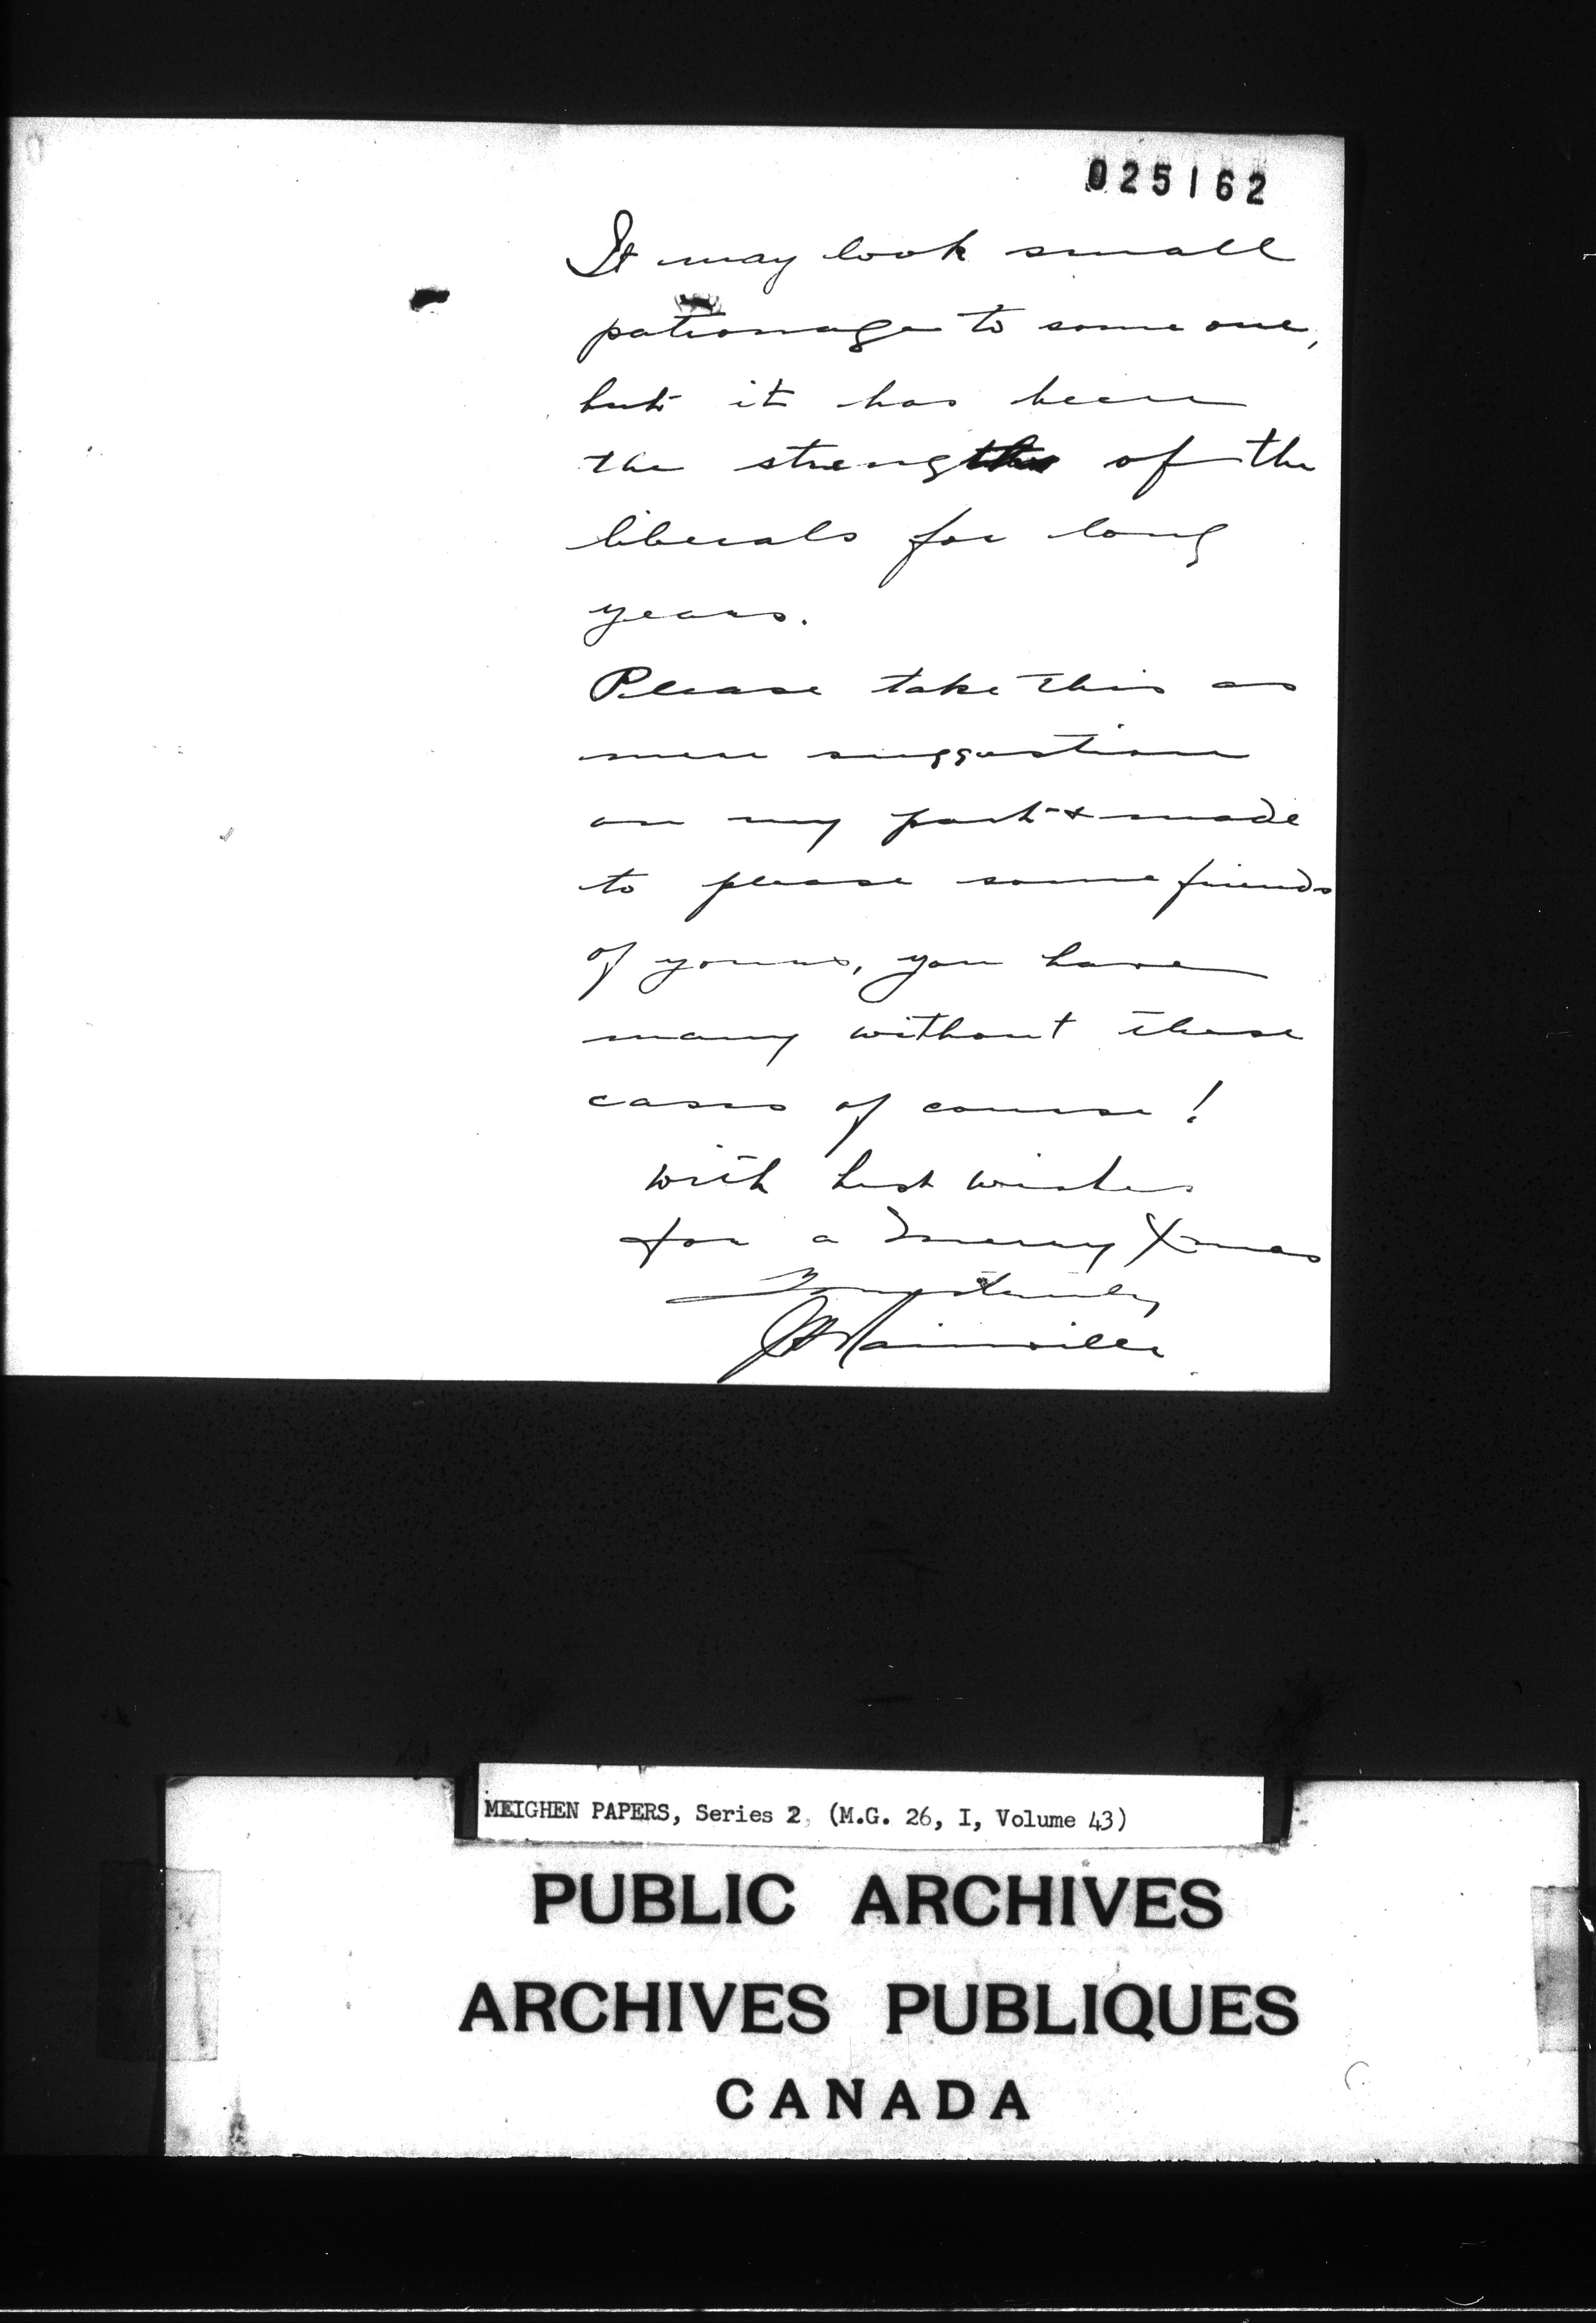 025162
It may look small
patronage to some one,
but it has been
the strength of the
liberals for long
years.
Please take this as
mere suggestion
on my part & made
to please some friends
of yours, you have
many without these
cases of course!
with best wishes
for a Merry Xmas
Yours truly
JHRainville
MEIGHEN PAPERS, Series 2, (M.G. 26, I, Volume 43)
PUBLIC ARCHIVES
ARCHIVES PUBLIQUES
CANADA